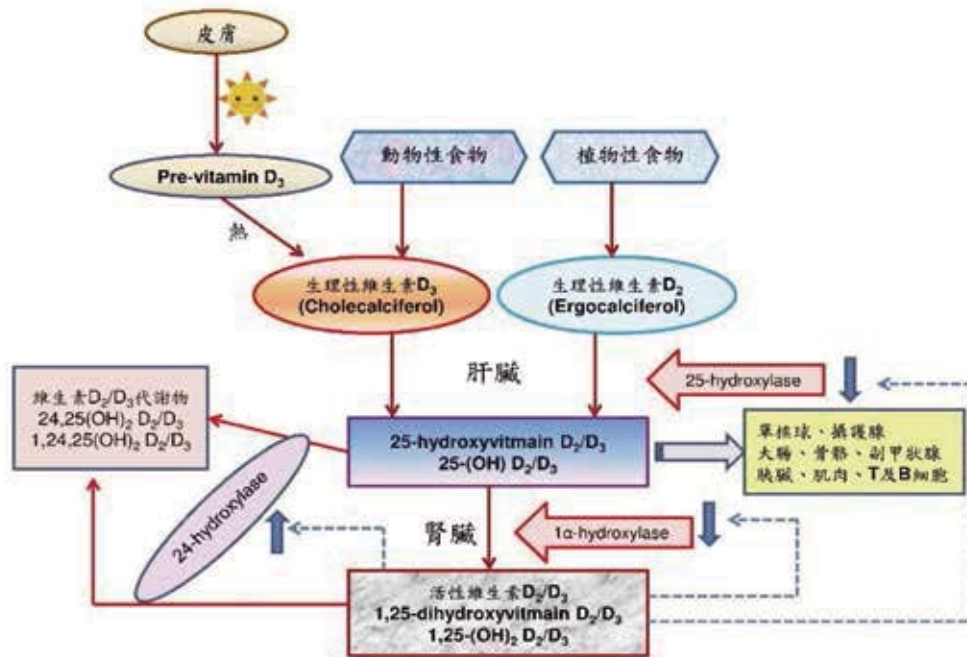 皮膚
Pre-vitamin D₃
動物性食物
植物性食物
熱
生理性維生素D₃
(Cholecalciferol)
生理性維生素D₂
(Ergocalciferol)
肝臟
25-hydroxylase
維生素D₂/D₃代謝物
24,25(OH)₂ D₂/D₃
1,24,25(OH)₂ D₂/D₃
25-hydroxyvitmain D₂/D₃
25-(OH) D₂/D₃
單核球、攝護腺
大腸、骨骼、副甲狀腺
胰臟、肌肉、T及B細胞
24-hydroxylase
腎臟
1α-hydroxylase
活性維生素D₂/D₃
1,25-dihydroxyvitmain D₂/D₃
1,25-(OH)₂ D₂/D₃